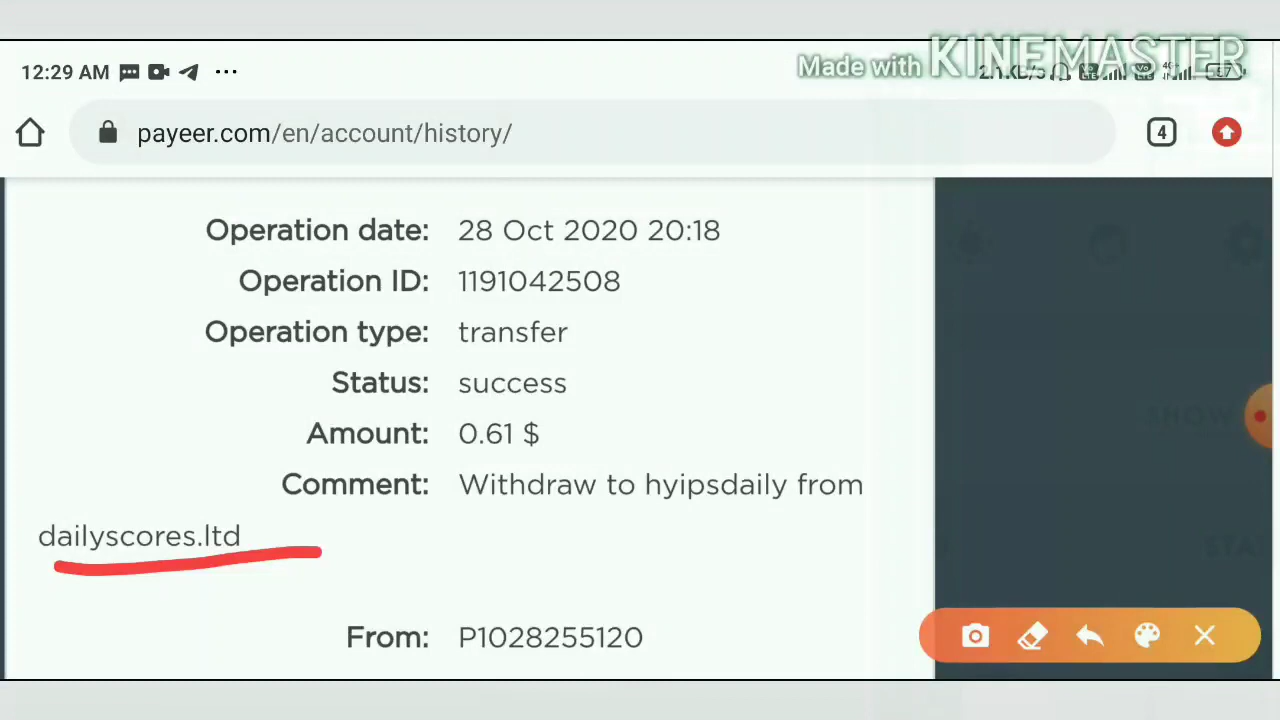 Made with KINEMASTER
12:29 AM
payeer.com/en/account/history/
4
Operation date: 28 Oct 2020 20:18
Operation ID: 1191042508
Operation type: transfer
Status: success
Amount: 0.61 $
Comment: Withdraw to hyipsdaily from
dailyscores.ltd
From: P1028255120
SHOW